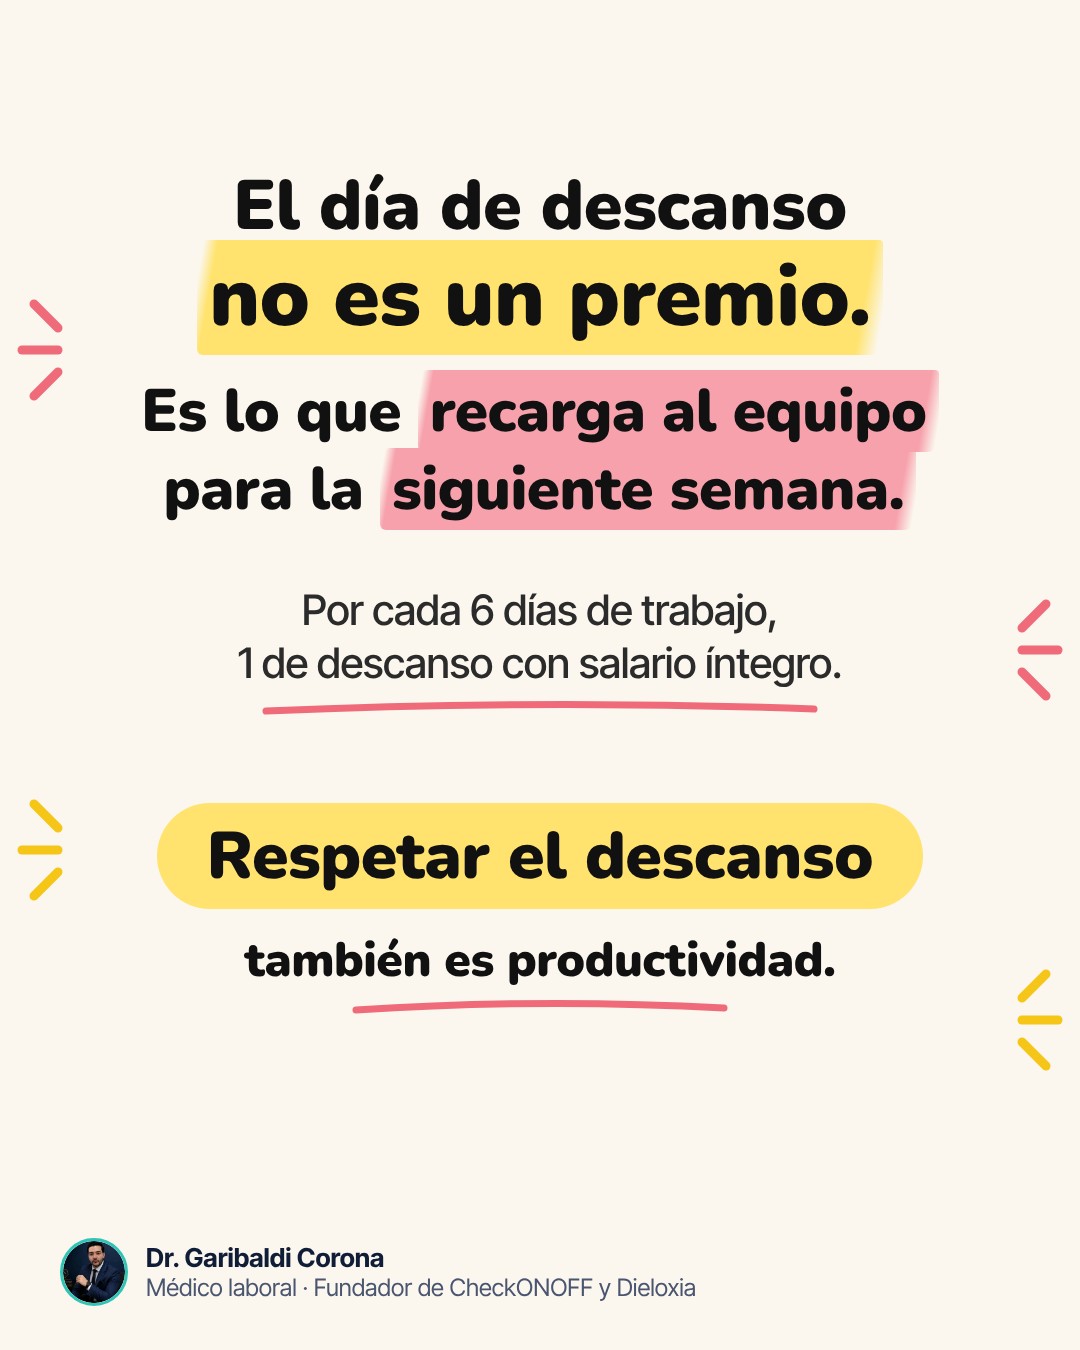 El día de descanso
no es un premio.
Es lo que recarga al equipo
para la siguiente semana.
Por cada 6 días de trabajo,
1 de descanso con salario íntegro.
Respetar el descanso
también es productividad.
Dr. Garibaldi Corona
Médico laboral · Fundador de CheckONOFF y Dieloxia